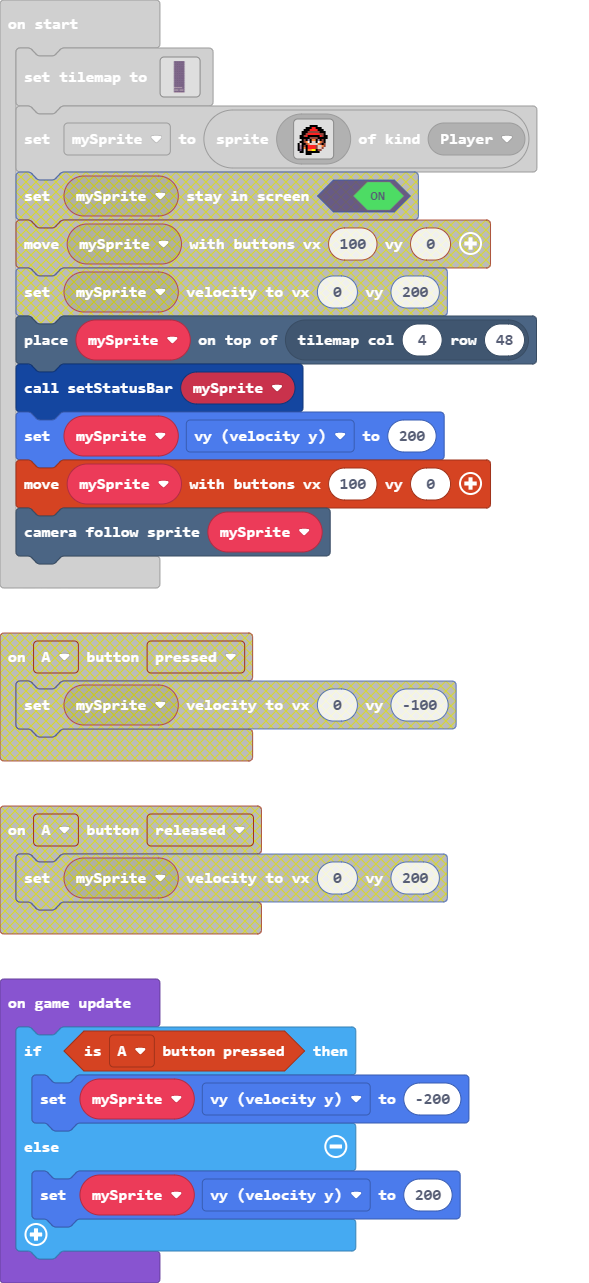 on start
set tilemap to
set mySprite to sprite of kind Player
set mySprite stay in screen ON
move mySprite with buttons vx 100 vy 0
set mySprite velocity to vx 0 vy 200
place mySprite on top of tilemap col 4 row 48
call setStatusBar mySprite
set mySprite vy (velocity y) to 200
move mySprite with buttons vx 100 vy 0
camera follow sprite mySprite
on A button pressed
set mySprite velocity to vx 0 vy -100
on A button released
set mySprite velocity to vx 0 vy 200
on game update
if is A button pressed then
set mySprite vy (velocity y) to -200
else
set mySprite vy (velocity y) to 200